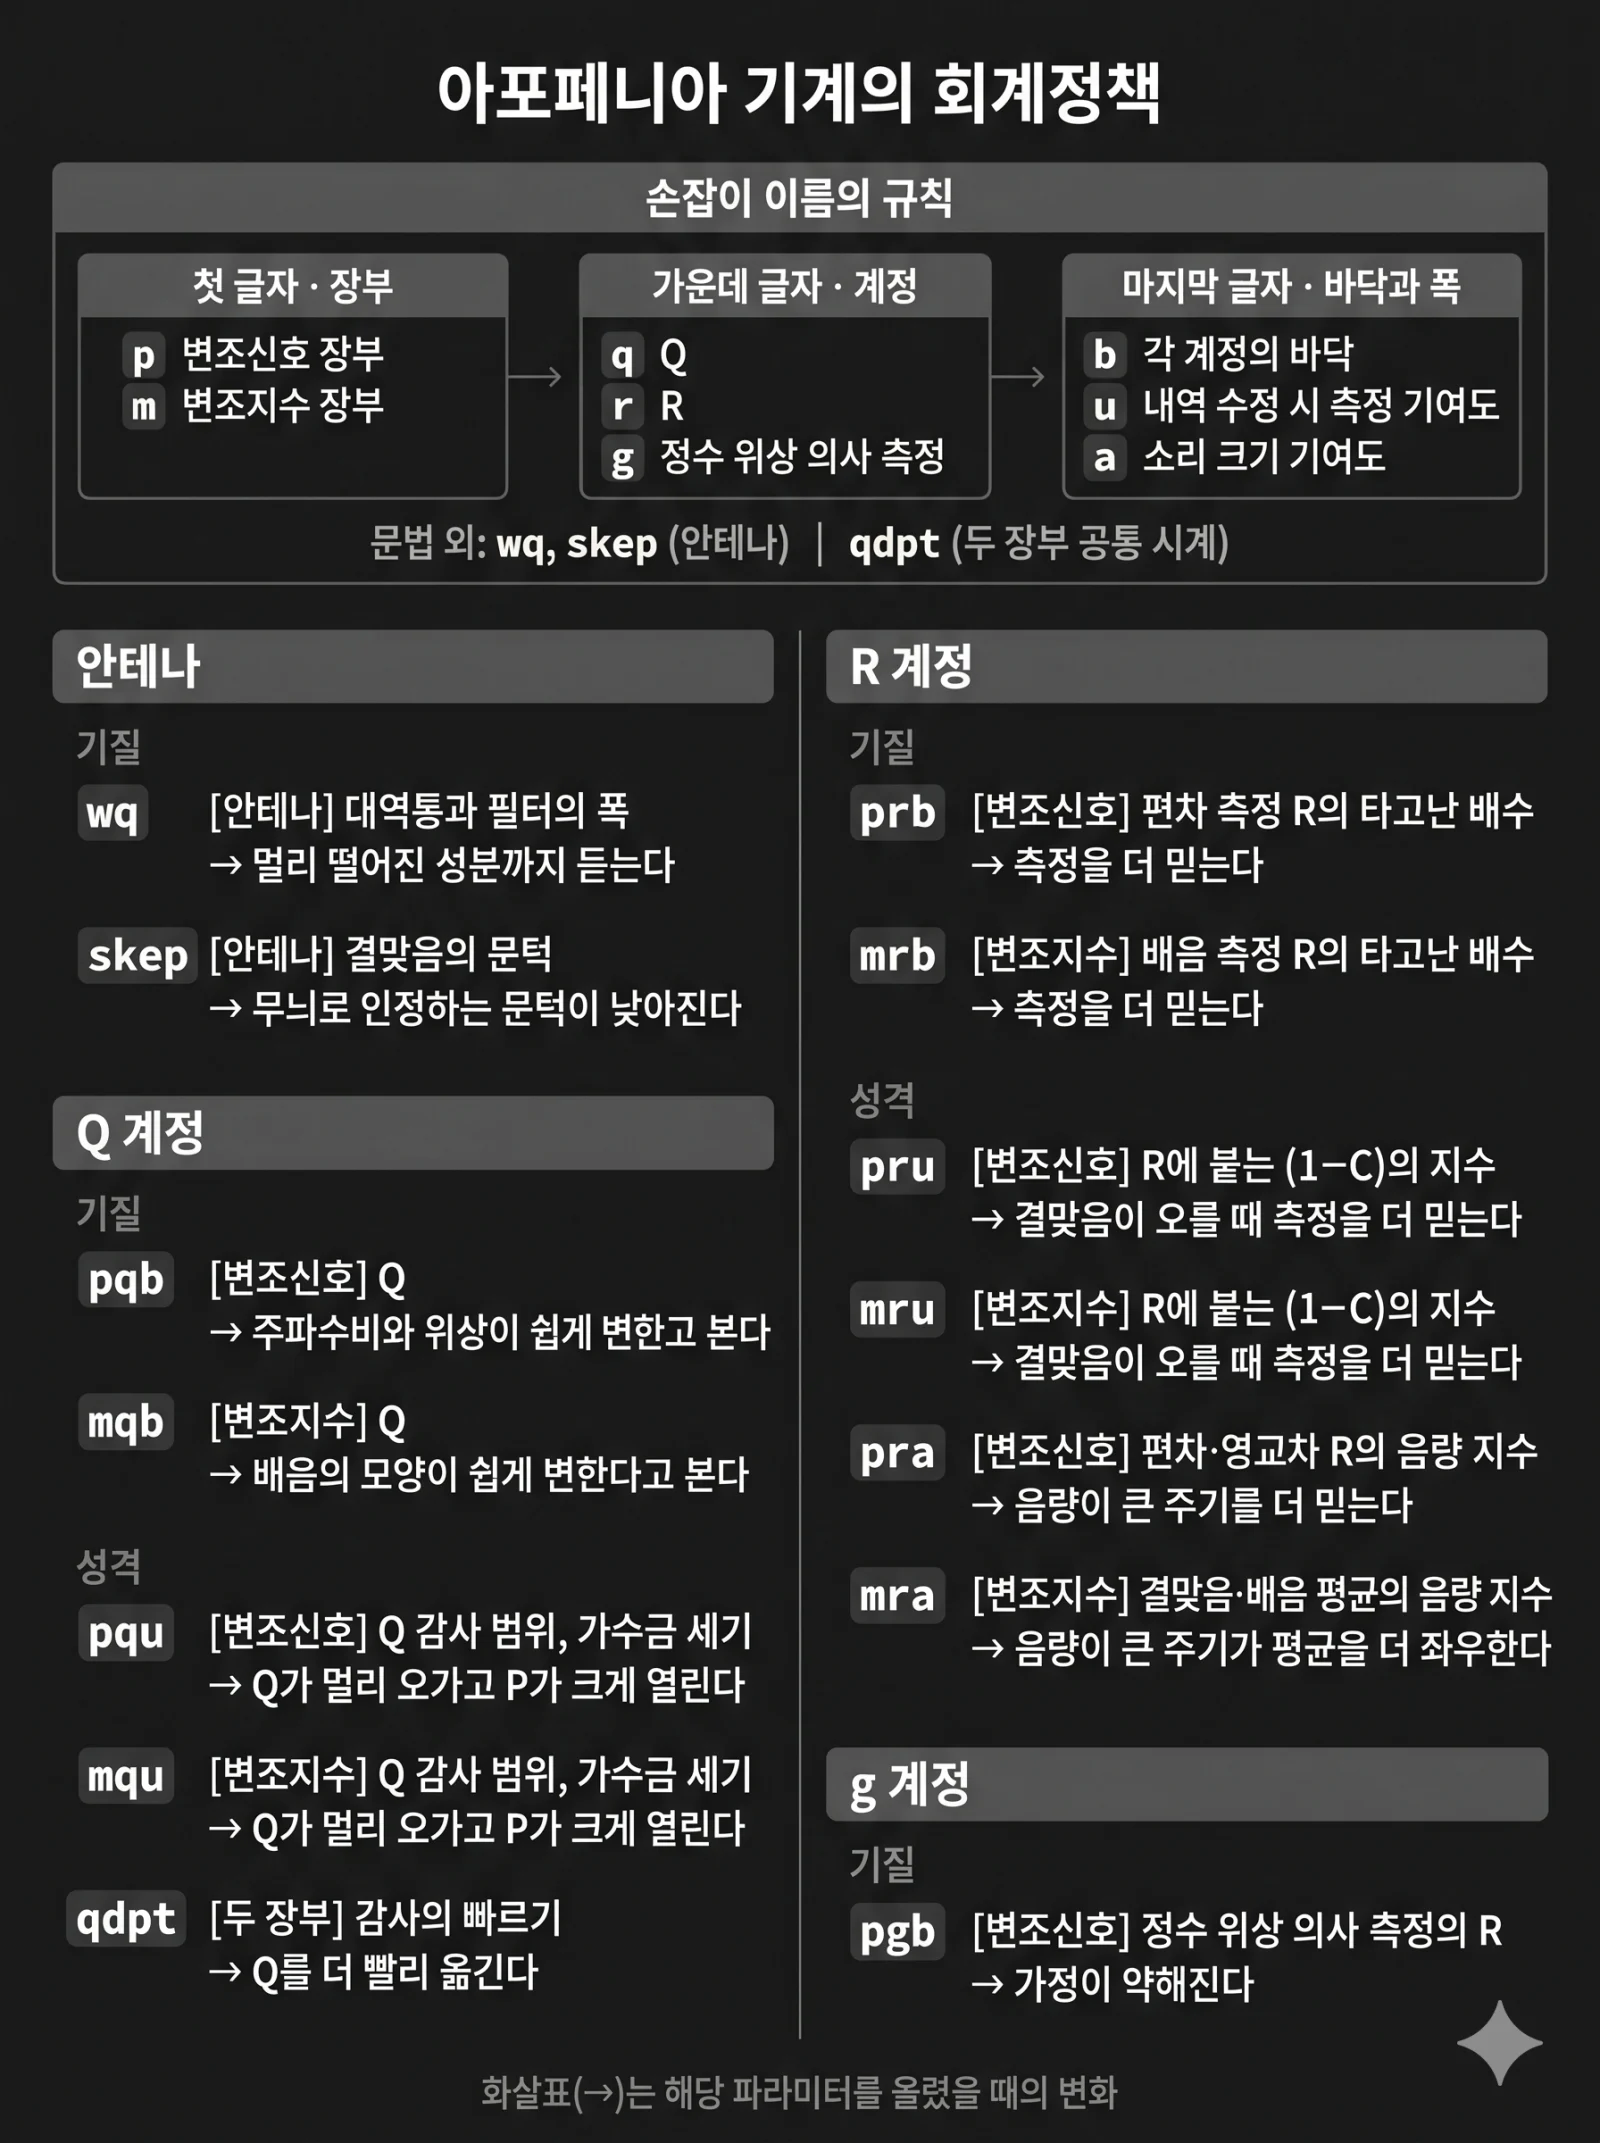 아포페니아 기계의 회계정책
손잡이 이름의 규칙
첫 글자 · 장부
p 변조신호 장부
m 변조지수 장부
가운데 글자 · 계정
q Q
r R
g 정수 위상 의사 측정
마지막 글자 · 바닥과 폭
b 각 계정의 바닥
u 내역 수정 시 측정 기여도
a 소리 크기 기여도
문법 외: wq, skep (안테나) | qdpt (두 장부 공통 시계)
안테나
기질
wq [안테나] 대역통과 필터의 폭
→ 멀리 떨어진 성분까지 듣는다
skep [안테나] 결맞음의 문턱
→ 무늬로 인정하는 문턱이 낮아진다
Q 계정
기질
pqb [변조신호] Q
→ 주파수비와 위상이 쉽게 변한고 본다
mqb [변조지수] Q
→ 배음의 모양이 쉽게 변한다고 본다
성격
pqu [변조신호] Q 감사 범위, 가수금 세기
→ Q가 멀리 오가고 P가 크게 열린다
mqu [변조지수] Q 감사 범위, 가수금 세기
→ Q가 멀리 오가고 P가 크게 열린다
qdpt [두 장부] 감사의 빠르기
→ Q를 더 빨리 옮긴다
R 계정
기질
prb [변조신호] 편차 측정 R의 타고난 배수
→ 측정을 더 믿는다
mrb [변조지수] 배음 측정 R의 타고난 배수
→ 측정을 더 믿는다
성격
pru [변조신호] R에 붙는 (1−C)의 지수
→ 결맞음이 오를 때 측정을 더 믿는다
mru [변조지수] R에 붙는 (1−C)의 지수
→ 결맞음이 오를 때 측정을 더 믿는다
pra [변조신호] 편차·영교차 R의 음량 지수
→ 음량이 큰 주기를 더 믿는다
mra [변조지수] 결맞음·배음 평균의 음량 지수
→ 음량이 큰 주기가 평균을 더 좌우한다
g 계정
기질
pgb [변조신호] 정수 위상 의사 측정의 R
→ 가정이 약해진다
화살표(→)는 해당 파라미터를 올렸을 때의 변화